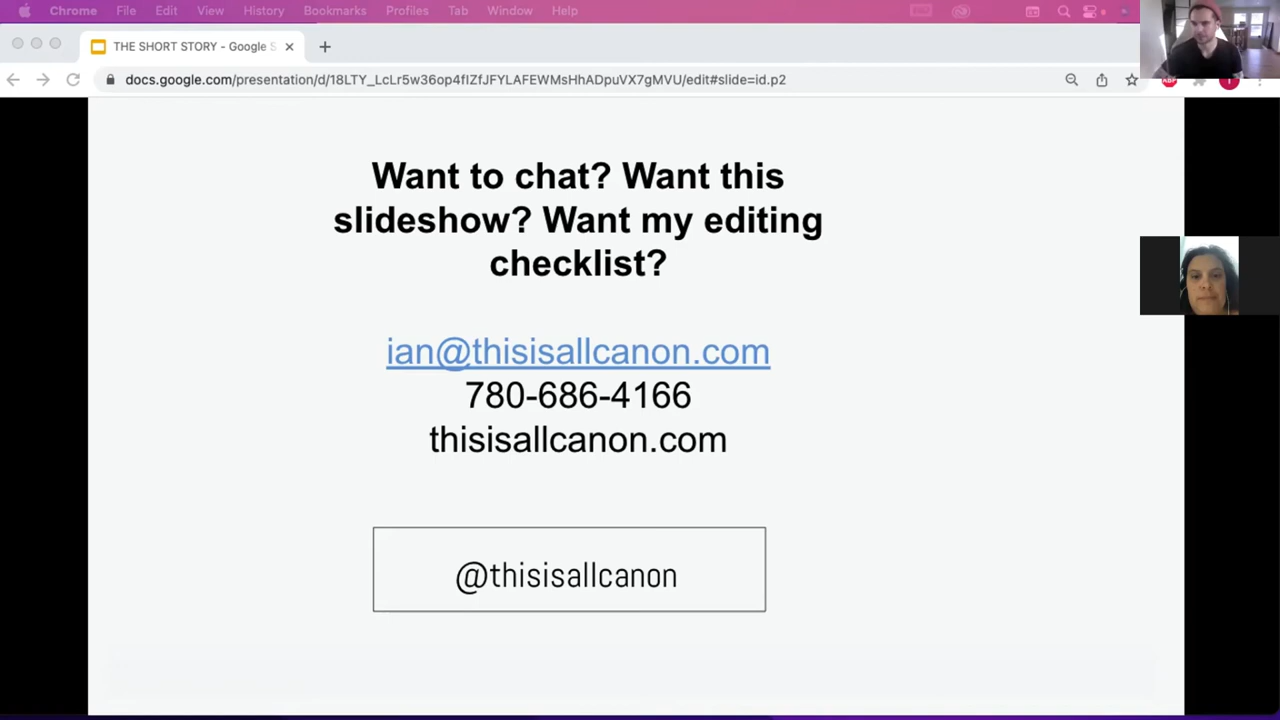 Chrome File Edit View History Bookmarks Profiles Tab Window Help
THE SHORT STORY - Google S
docs.google.com/presentation/d/18LTY_LcLr5w36op4flZfJFYLAFEWMsHhADpuVX7gMVU/edit#slide=id.p2
Want to chat? Want this
slideshow? Want my editing
checklist?
ian@thisisallcanon.com
780-686-4166
thisisallcanon.com
@thisisallcanon